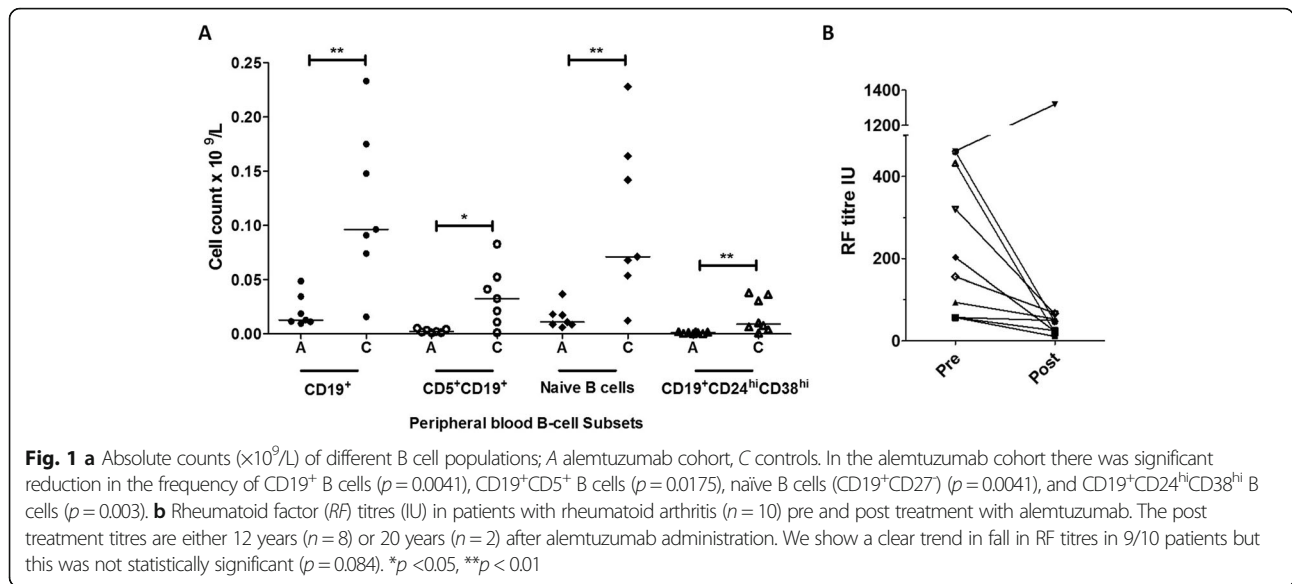 A
B
**
**
*
**
Cell count x 10⁹/L
0.25
0.20
0.15
0.10
0.05
0.00
A C A C A C A C
CD19⁺ CD5⁺CD19⁺ Naive B cells CD19⁺CD24ʰⁱCD38ʰⁱ
Peripheral blood B-cell Subsets
RF titre IU
1400
1200
400
200
0
Pre
Post
Fig. 1 a Absolute counts (×10⁹/L) of different B cell populations; A alemtuzumab cohort, C controls. In the alemtuzumab cohort there was significant
reduction in the frequency of CD19⁺ B cells (p = 0.0041), CD19⁺CD5⁺ B cells (p = 0.0175), naïve B cells (CD19⁺CD27⁻) (p = 0.0041), and CD19⁺CD24ʰⁱCD38ʰⁱ B
cells (p = 0.003). b Rheumatoid factor (RF) titres (IU) in patients with rheumatoid arthritis (n = 10) pre and post treatment with alemtuzumab. The post
treatment titres are either 12 years (n = 8) or 20 years (n = 2) after alemtuzumab administration. We show a clear trend in fall in RF titres in 9/10 patients but
this was not statistically significant (p = 0.084). *p <0.05, **p < 0.01